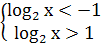 {log₂ x < −1
{log₂ x > 1